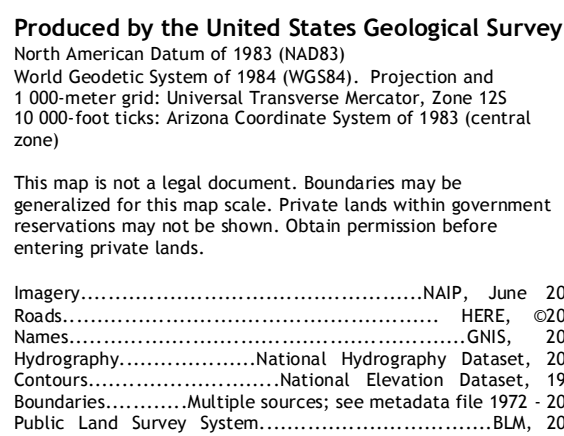 Produced by the United States Geological Survey
North American Datum of 1983 (NAD83)
World Geodetic System of 1984 (WGS84). Projection and
1 000-meter grid: Universal Transverse Mercator, Zone 12S
10 000-foot ticks: Arizona Coordinate System of 1983 (central
zone)
This map is not a legal document. Boundaries may be
generalized for this map scale. Private lands within government
reservations may not be shown. Obtain permission before
entering private lands.
Imagery..................................................NAIP, June 20
Roads....................................................... HERE, ©20
Names..........................................................GNIS, 20
Hydrography....................National Hydrography Dataset, 20
Contours............................National Elevation Dataset, 19
Boundaries............Multiple sources; see metadata file 1972 - 20
Public Land Survey System..................................BLM, 20